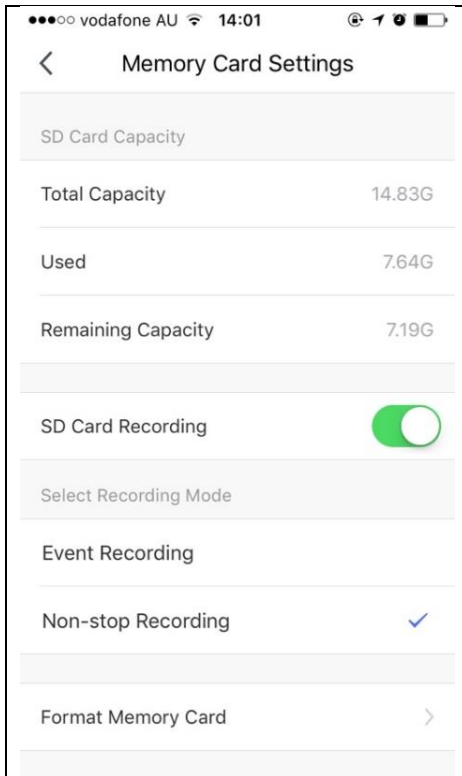 vodafone AU 14:01
Memory Card Settings
SD Card Capacity
Total Capacity 14.83G
Used 7.64G
Remaining Capacity 7.19G
SD Card Recording
Select Recording Mode
Event Recording
Non-stop Recording
Format Memory Card